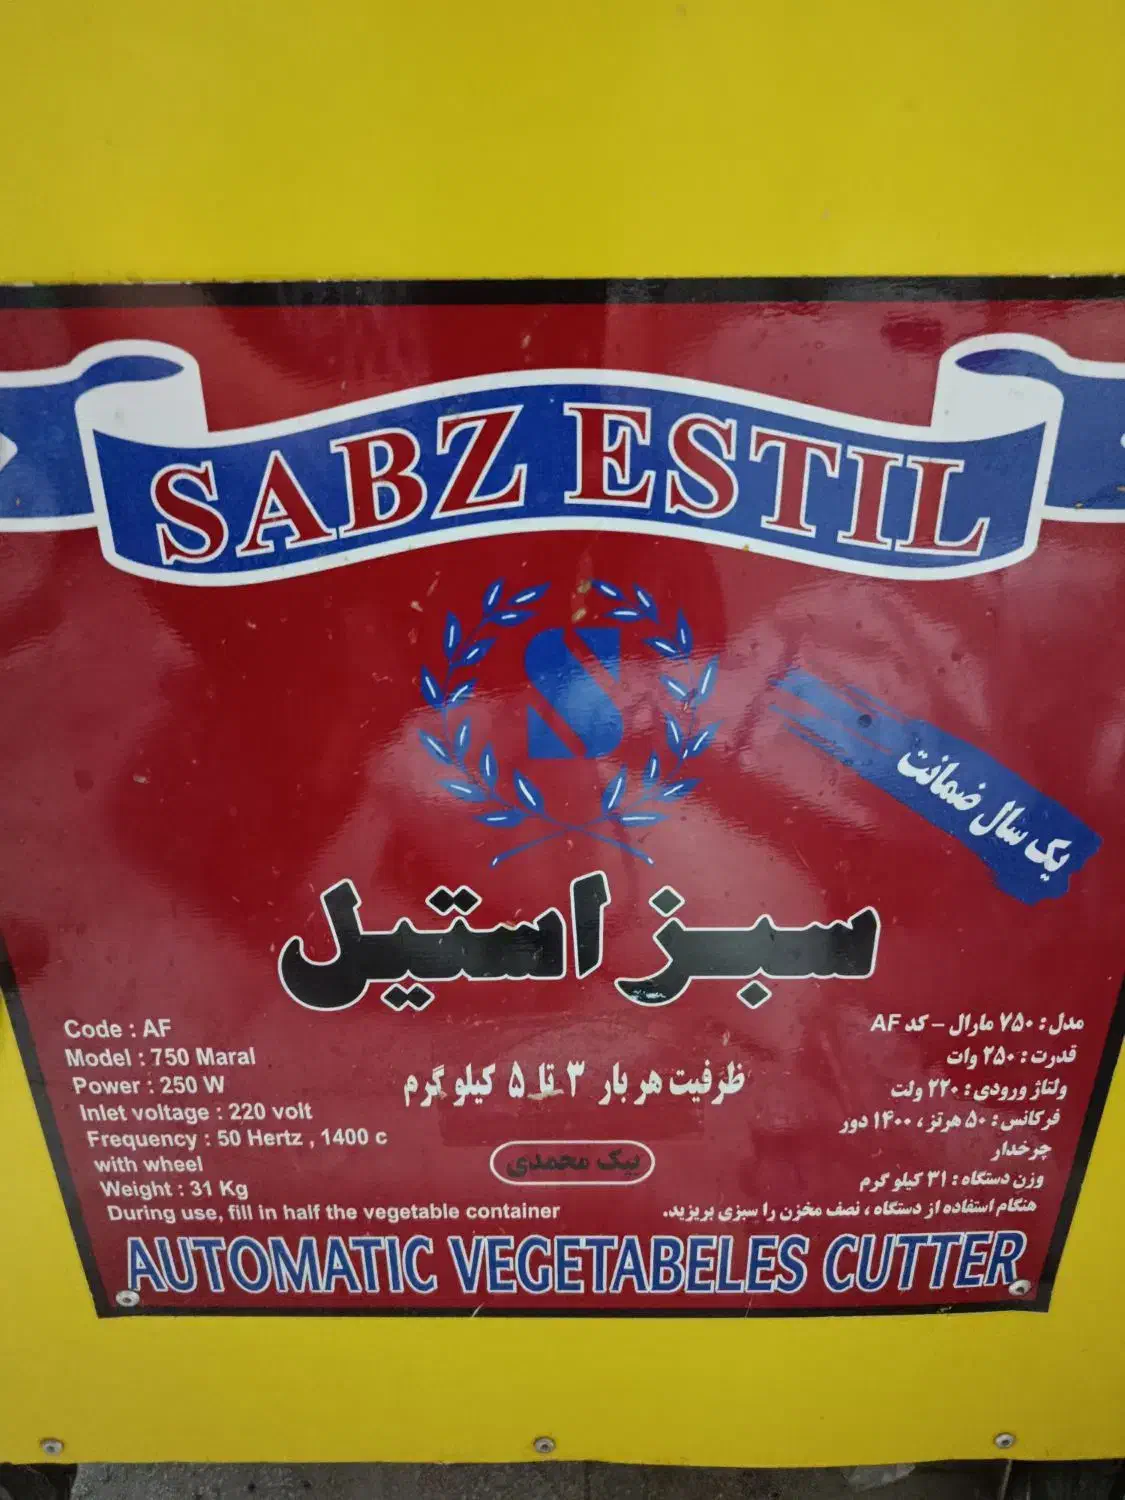 SABZ ESTIL
S
یک سال ضمانت
سبز استیل
Code : AF
Model : 750 Maral
Power : 250 W
Inlet voltage : 220 volt
Frequency : 50 Hertz , 1400 c
with wheel
Weight : 31 Kg
During use, fill in half the vegetable container
ظرفیت هر بار ۳ تا ۵ کیلو گرم
بیک محمدی
مدل : ۷۵۰ مارال - کد AF
قدرت : ۲۵۰ وات
ولتاژ ورودی : ۲۲۰ ولت
فرکانس : ۵۰ هرتز ، ۱۴۰۰ دور
چرخدار
وزن دستگاه : ۳۱ کیلو گرم
هنگام استفاده از دستگاه ، نصف مخزن را سبزی بریزید.
AUTOMATIC VEGETABELES CUTTER